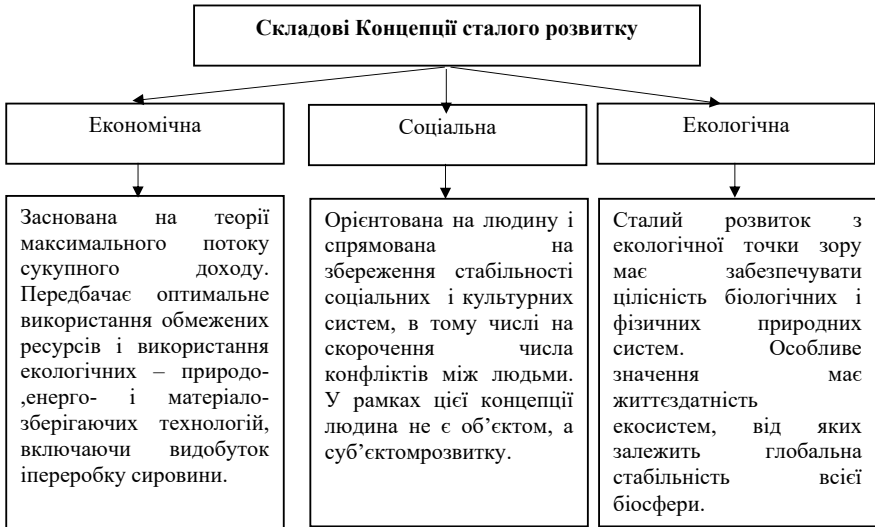 Складові Концепції сталого розвитку
Економічна
Соціальна
Екологічна
Заснована на теорії
максимального потоку
сукупного доходу.
Передбачає оптимальне
використання обмежених
ресурсів і використання
екологічних – природо-
,енерго- і матеріало-
зберігаючих технологій,
включаючи видобуток
іпереробку сировини.
Орієнтована на людину і
спрямована на
збереження стабільності
соціальних і культурних
систем, в тому числі на
скорочення числа
конфліктів між людьми.
У рамках цієї концепції
людина не є об’єктом, а
суб’єктомрозвитку.
Сталий розвиток з
екологічної точки зору
має забезпечувати
цілісність біологічних і
фізичних природних
систем. Особливе
значення має
життєздатність
екосистем, від яких
залежить глобальна
стабільність всієї
біосфери.